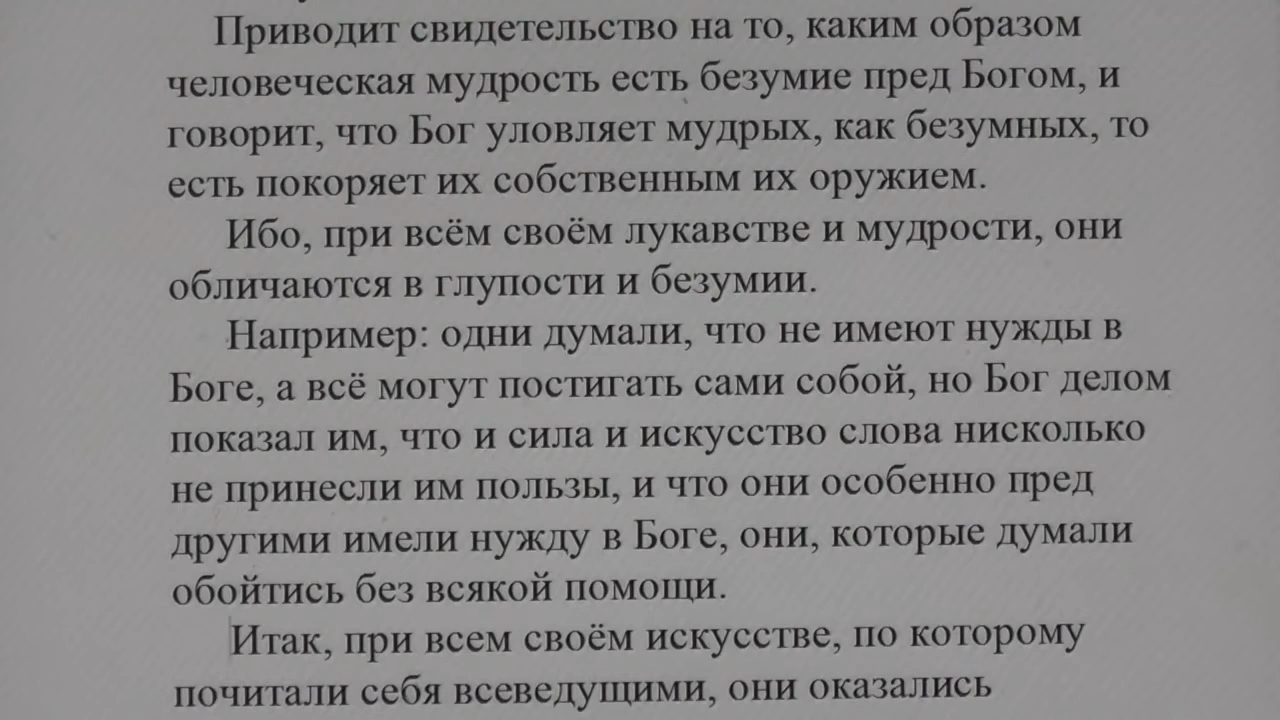 Приводит свидетельство на то, каким образом
человеческая мудрость есть безумие пред Богом, и
говорит, что Бог уловляет мудрых, как безумных, то
есть покоряет их собственным их оружием.
Ибо, при всём своём лукавстве и мудрости, они
обличаются в глупости и безумии.
Например: одни думали, что не имеют нужды в
Боге, а всё могут постигать сами собой, но Бог делом
показал им, что и сила и искусство слова нисколько
не принесли им пользы, и что они особенно пред
другими имели нужду в Боге, они, которые думали
обойтись без всякой помощи.
Итак, при всем своём искусстве, по которому
почитали себя всеведущими, они оказались